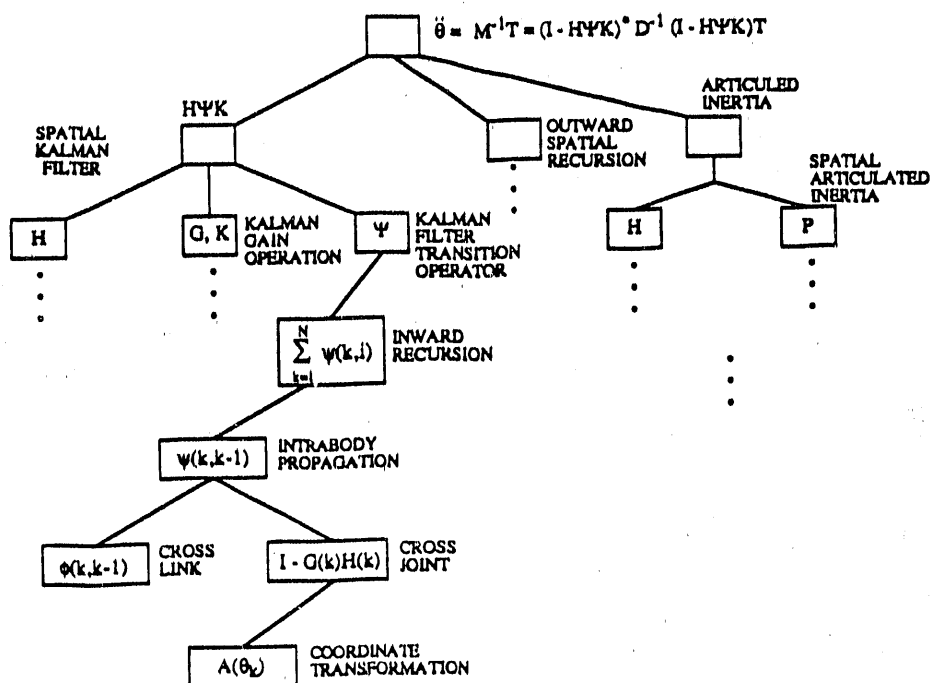 θ̈ = M⁻¹T = (I - HΨK)* D⁻¹ (I - HΨK)T
ARTICULED
INERTIA
HΨK
SPATIAL
KALMAN
FILTER
OUTWARD
SPATIAL
RECURSION
SPATIAL
ARTICULATED
INERTIA
H
G, K
KALMAN
GAIN
OPERATION
Ψ
KALMAN
FILTER
TRANSITION
OPERATOR
H
P
N
∑ ψ(k,i)
k=i
INWARD
RECURSION
ψ(k,k-1)
INTRABODY
PROPAGATION
ϕ(k,k-1)
CROSS
LINK
I - G(k)H(k)
CROSS
JOINT
A(θk)
COORDINATE
TRANSFORMATION